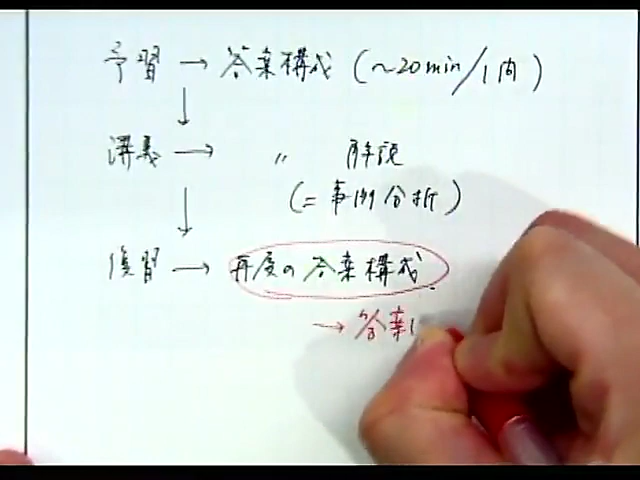 予習 → 答案構成 (~20min/1問)
↓
講義 → 〃 解説
(= 事例分析)
↓
復習 → 再度の答案構成
→ 答案